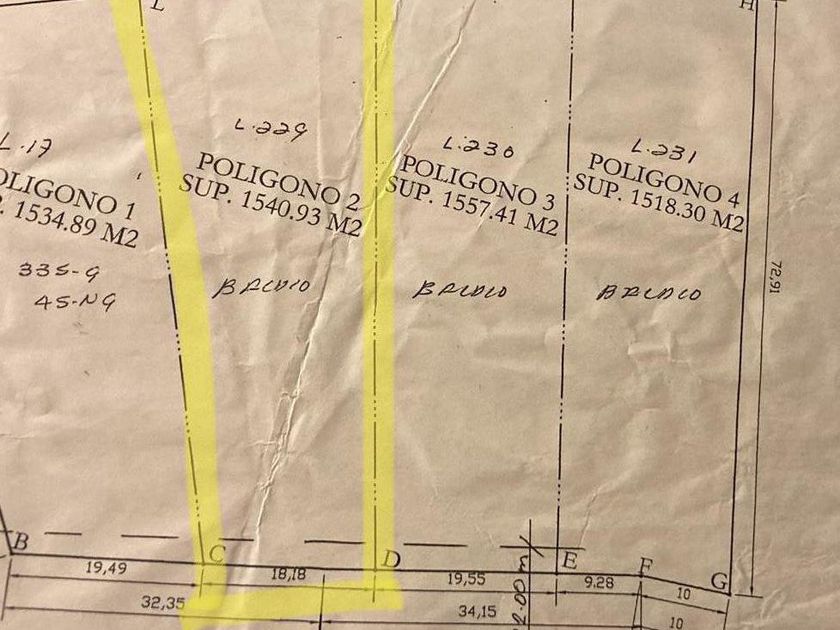 L
H
L.17
L.229
L.230
L.231
POLIGONO 1
1534.89 M2
POLIGONO 2
SUP. 1540.93 M2
POLIGONO 3
SUP. 1557.41 M2
POLIGONO 4
SUP. 1518.30 M2
335-G
45-NG
BALDIO
BALDIO
BALDIO
72,91
B
C
D
E
F
G
19,49
18,18
19,55
9.28
10
32,35
34,15
10